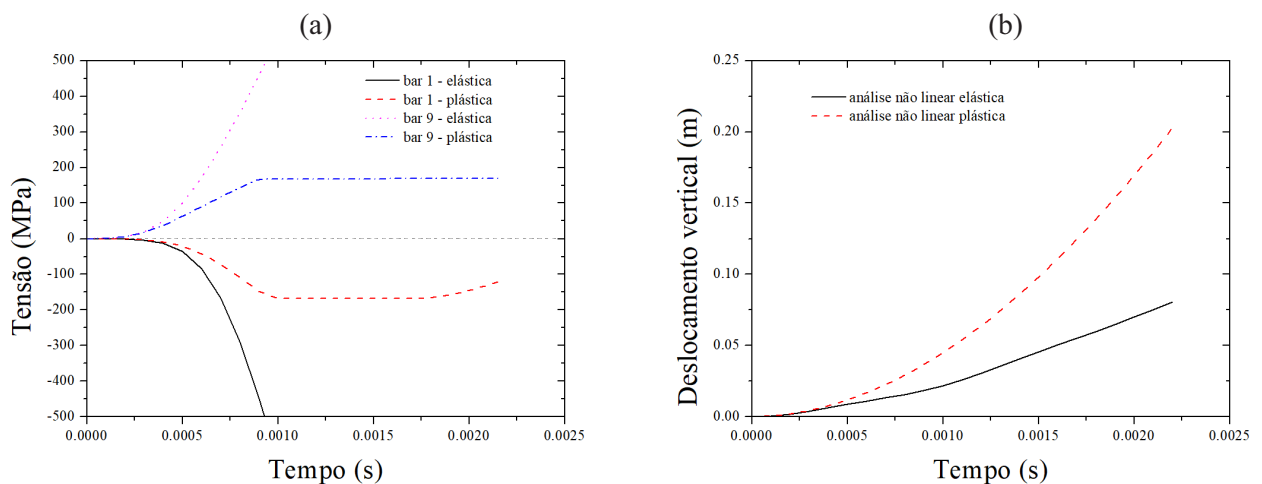 (a)
500
400
300
200
100
0
-100
-200
-300
-400
-500
Tensão (MPa)
bar 1 - elástica
bar 1 - plástica
bar 9 - elástica
bar 9 - plástica
0.0000 0.0005 0.0010 0.0015 0.0020 0.0025
Tempo (s)
(b)
0.25
0.20
0.15
0.10
0.05
0.00
Deslocamento vertical (m)
análise não linear elástica
análise não linear plástica
0.0000 0.0005 0.0010 0.0015 0.0020 0.0025
Tempo (s)